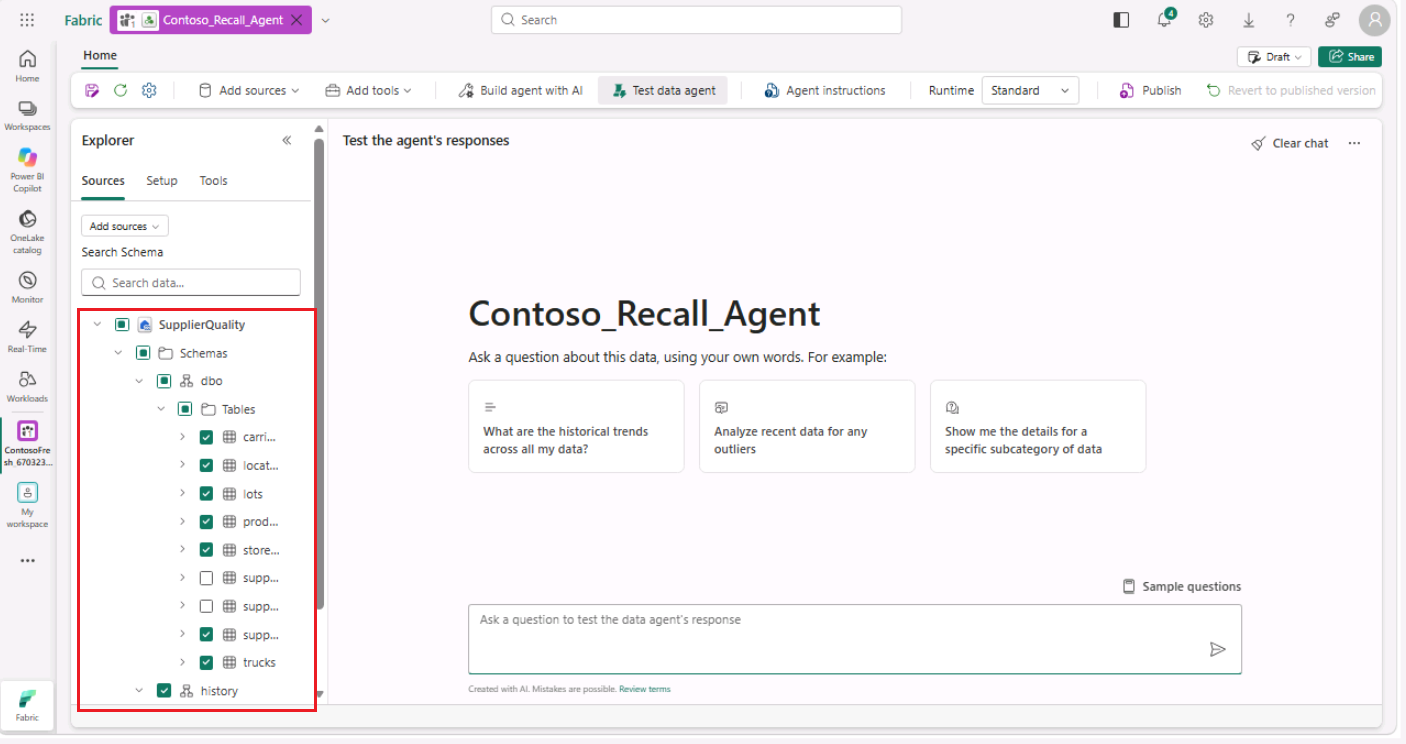 Fabric
Contoso_Recall_Agent
Search
4
Home
Draft
Share
Add sources
Add tools
Build agent with AI
Test data agent
Agent instructions
Runtime
Standard
Publish
Revert to published version
Home
Workspaces
Power BI
Copilot
OneLake
catalog
Monitor
Real-Time
Workloads
ContosoFre
sh_670323...
My
workspace
Fabric
Explorer
Sources
Setup
Tools
Add sources
Search Schema
Search data...
SupplierQuality
Schemas
dbo
Tables
carri...
locat...
lots
prod...
store...
supp...
supp...
supp...
trucks
history
Test the agent's responses
Clear chat
Contoso_Recall_Agent
Ask a question about this data, using your own words. For example:
What are the historical trends
across all my data?
Analyze recent data for any
outliers
Show me the details for a
specific subcategory of data
Sample questions
Ask a question to test the data agent's response
Created with AI. Mistakes are possible. Review terms